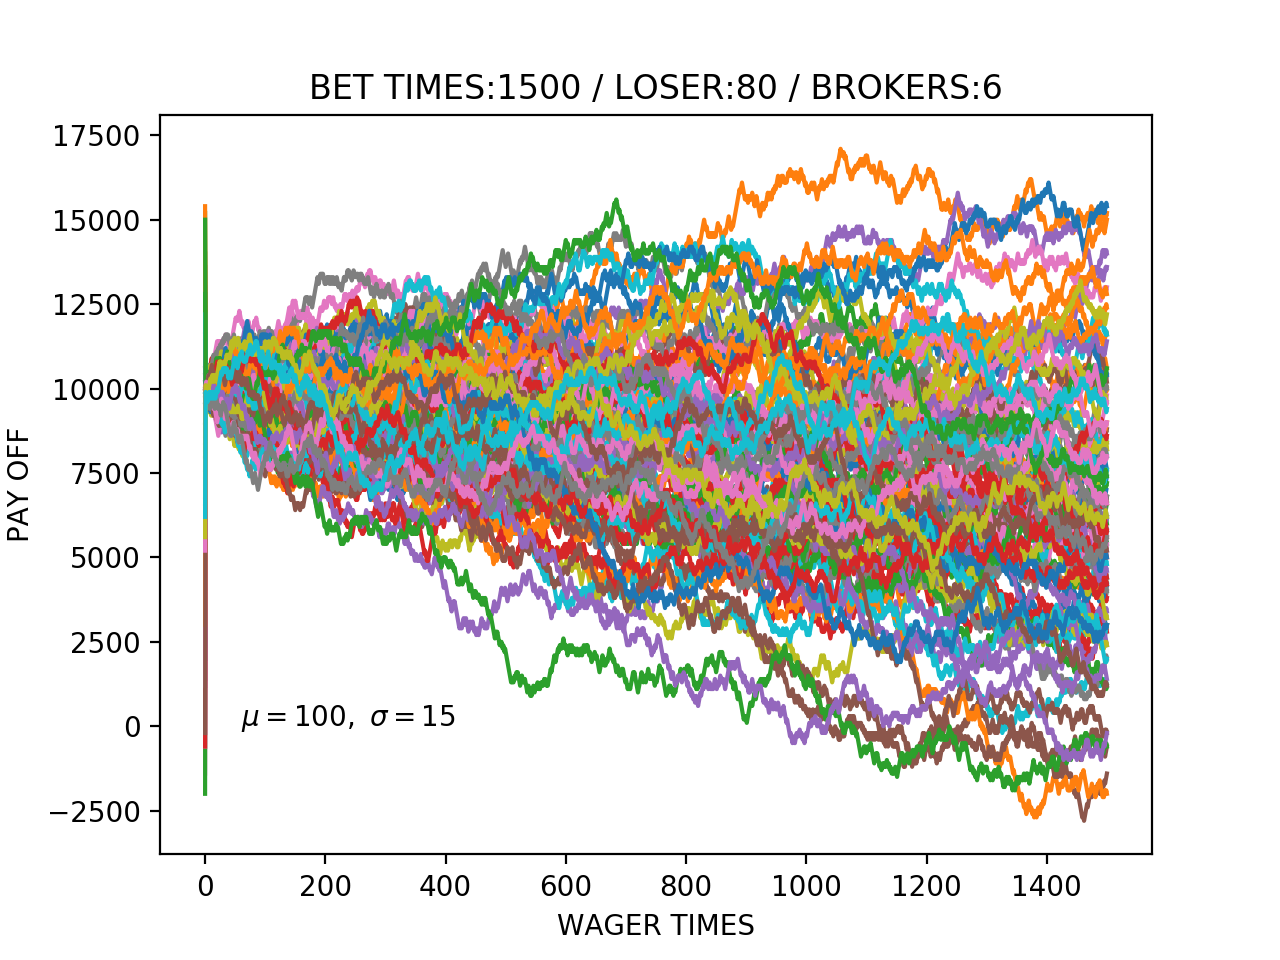 BET TIMES:1500 / LOSER:80 / BROKERS:6
17500
15000
12500
10000
7500
5000
2500
0
−2500
PAY OFF
μ = 100, σ = 15
0 200 400 600 800 1000 1200 1400
WAGER TIMES